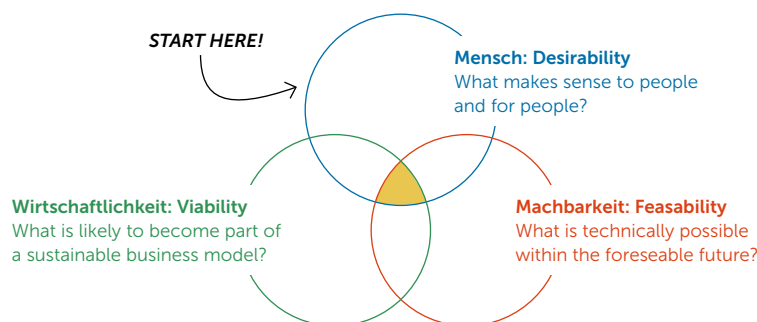 START HERE!
Mensch: Desirability
What makes sense to people
and for people?
Wirtschaftlichkeit: Viability
What is likely to become part of
a sustainable business model?
Machbarkeit: Feasability
What is technically possible
within the foreseable future?